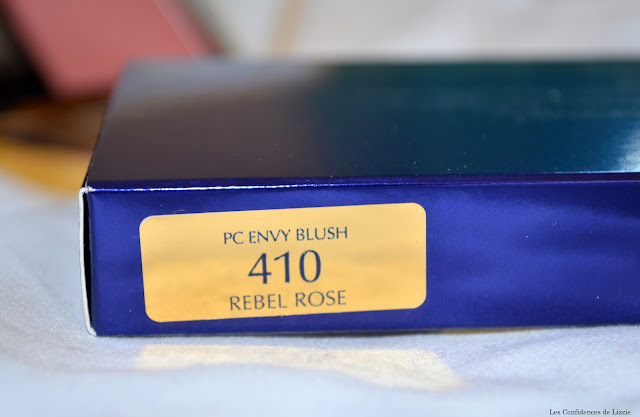 PC ENVY BLUSH
410
REBEL ROSE
Les Confidences de Lizzie